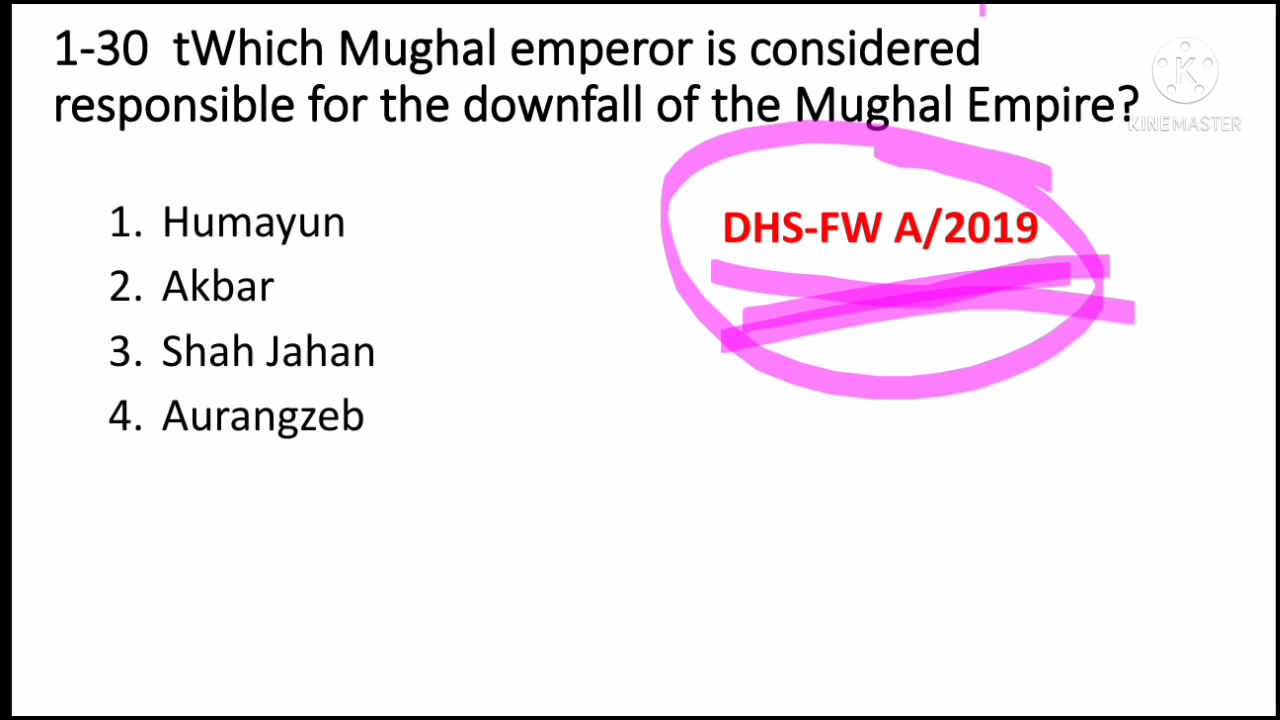 1-30 tWhich Mughal emperor is considered
responsible for the downfall of the Mughal Empire?
KINEMASTER
1. Humayun
DHS-FW A/2019
2. Akbar
3. Shah Jahan
4. Aurangzeb